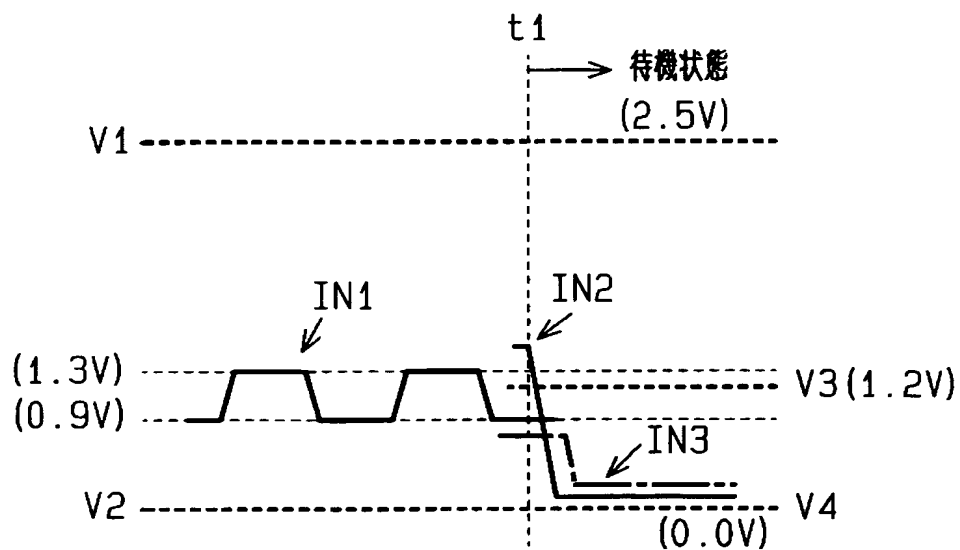 t1
待機状態
(2.5V)
V1
IN1
IN2
(1.3V)
V3(1.2V)
(0.9V)
IN3
V2
V4
(0.0V)